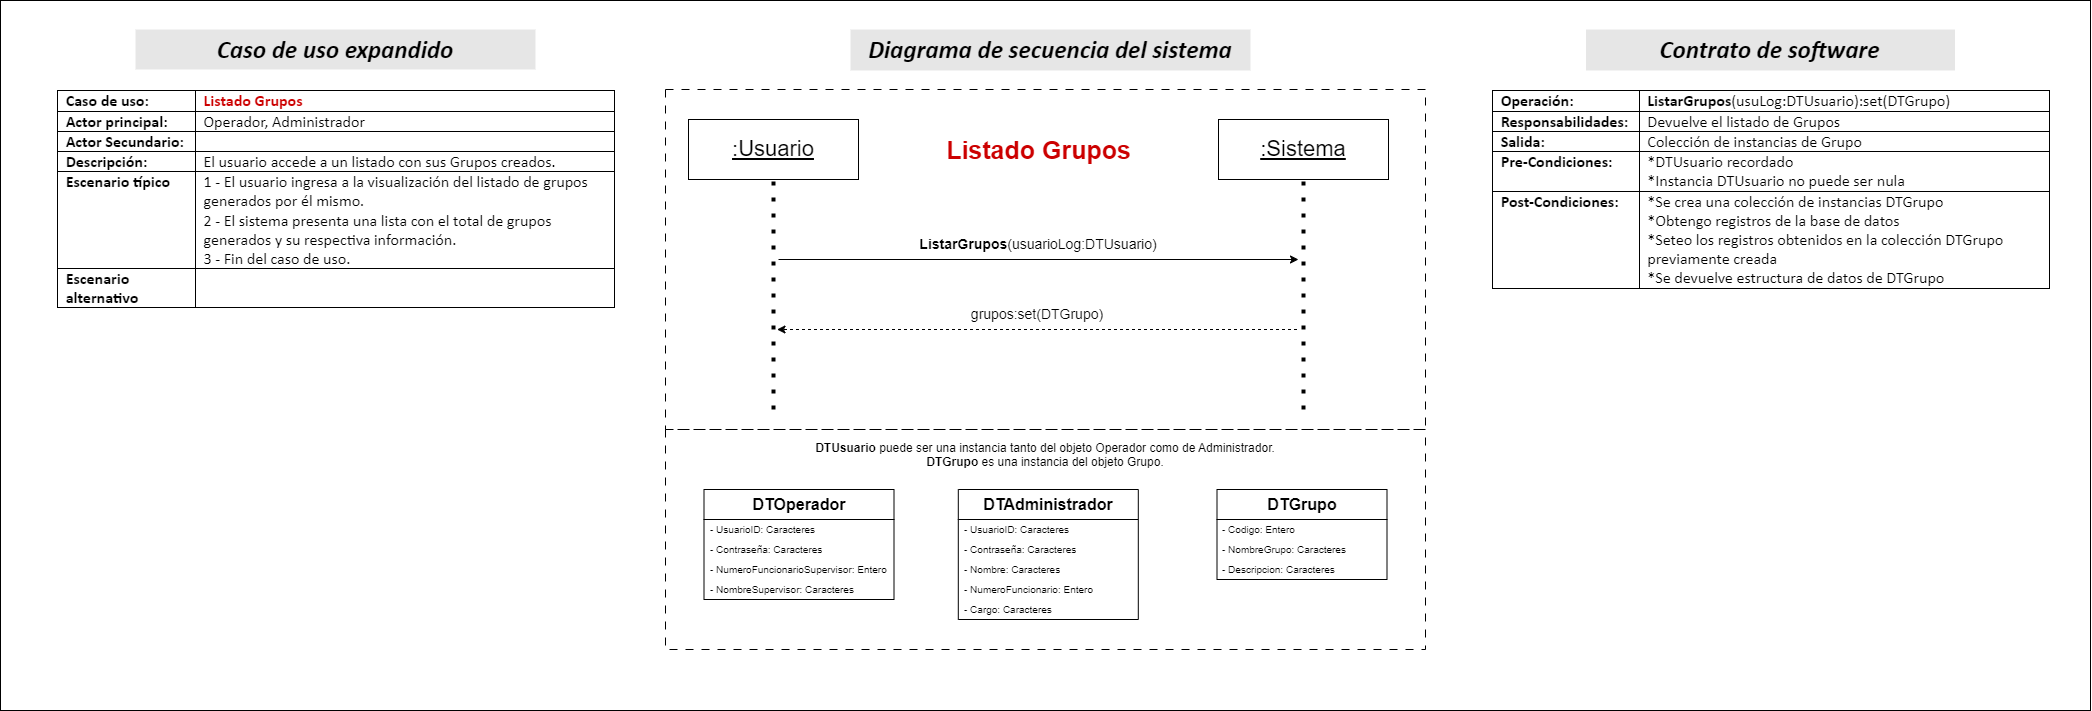 Caso de uso expandido
Caso de uso: Listado Grupos
Actor principal: Operador, Administrador
Actor Secundario:
Descripción: El usuario accede a un listado con sus Grupos creados.
Escenario típico 1 - El usuario ingresa a la visualización del listado de grupos
generados por él mismo.
2 - El sistema presenta una lista con el total de grupos
generados y su respectiva información.
3 - Fin del caso de uso.
Escenario
alternativo
Diagrama de secuencia del sistema
:Usuario
Listado Grupos
:Sistema
ListarGrupos(usuarioLog:DTUsuario)
grupos:set(DTGrupo)
DTUsuario puede ser una instancia tanto del objeto Operador como de Administrador.
DTGrupo es una instancia del objeto Grupo.
DTOperador
- UsuarioID: Caracteres
- Contraseña: Caracteres
- NumeroFuncionarioSupervisor: Entero
- NombreSupervisor: Caracteres
DTAdministrador
- UsuarioID: Caracteres
- Contraseña: Caracteres
- Nombre: Caracteres
- NumeroFuncionario: Entero
- Cargo: Caracteres
DTGrupo
- Codigo: Entero
- NombreGrupo: Caracteres
- Descripcion: Caracteres
Contrato de software
Operación: ListarGrupos(usuLog:DTUsuario):set(DTGrupo)
Responsabilidades: Devuelve el listado de Grupos
Salida: Colección de instancias de Grupo
Pre-Condiciones: *DTUsuario recordado
*Instancia DTUsuario no puede ser nula
Post-Condiciones: *Se crea una colección de instancias DTGrupo
*Obtengo registros de la base de datos
*Seteo los registros obtenidos en la colección DTGrupo
previamente creada
*Se devuelve estructura de datos de DTGrupo